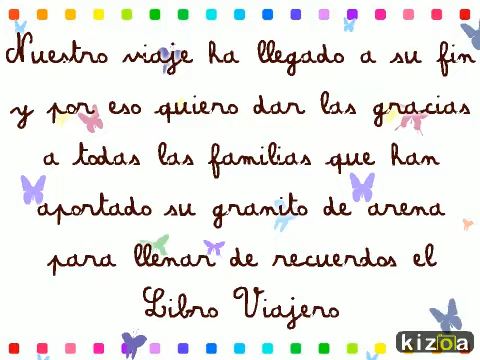 Nuestro viaje ha llegado a su fin
y por eso quiero dar las gracias
a todas las familias que han
aportado su granito de arena
para llenar de recuerdos el
Libro Viajero
kizoa